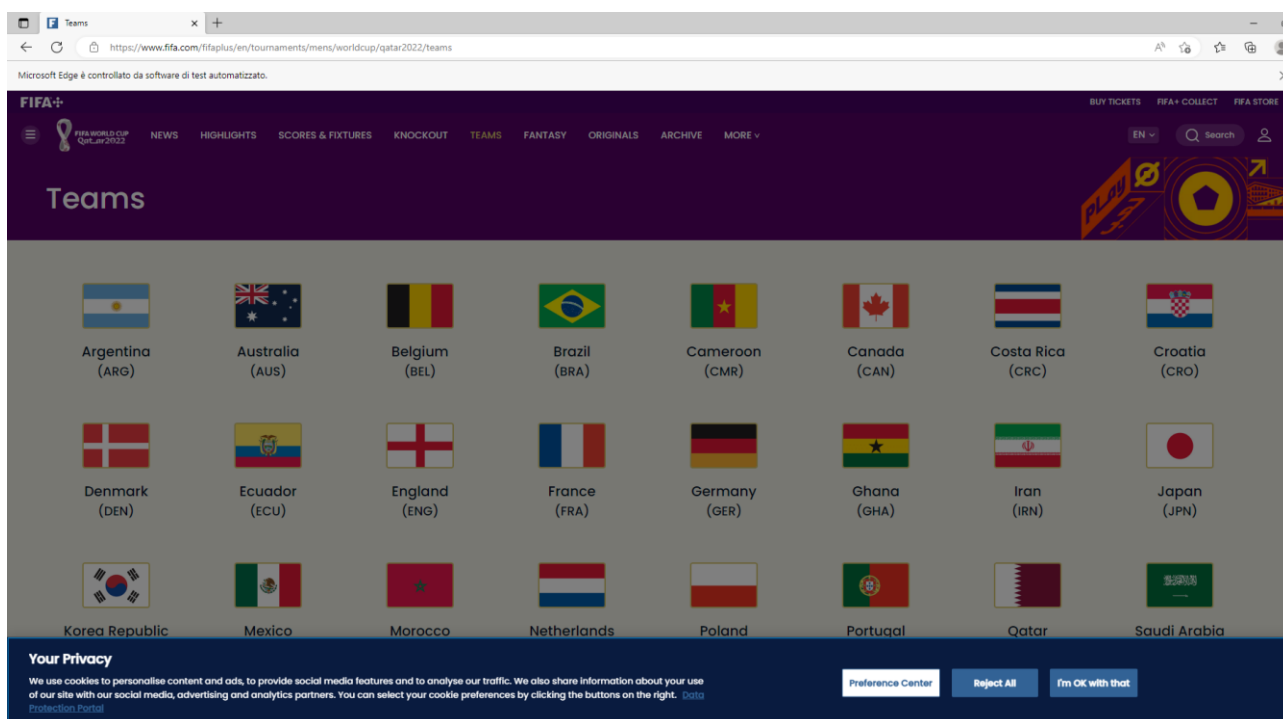 Teams
https://www.fifa.com/fifaplus/en/tournaments/mens/worldcup/qatar2022/teams
Microsoft Edge è controllato da software di test automatizzato.
FIFA+
BUY TICKETS FIFA+ COLLECT FIFA STORE
FIFA WORLD CUP
Qatar2022
NEWS HIGHLIGHTS SCORES & FIXTURES KNOCKOUT TEAMS FANTASY ORIGINALS ARCHIVE MORE EN Search
Teams
PLAY
Argentina Australia Belgium Brazil Cameroon Canada Costa Rica Croatia
(ARG) (AUS) (BEL) (BRA) (CMR) (CAN) (CRC) (CRO)
Denmark Ecuador England France Germany Ghana Iran Japan
(DEN) (ECU) (ENG) (FRA) (GER) (GHA) (IRN) (JPN)
Korea Republic Mexico Morocco Netherlands Poland Portugal Qatar Saudi Arabia
Your Privacy
We use cookies to personalise content and ads, to provide social media features and to analyse our traffic. We also share information about your use
of our site with our social media, advertising and analytics partners. You can select your cookie preferences by clicking the buttons on the right. Data
Protection Portal
Preference Center Reject All I'm OK with that